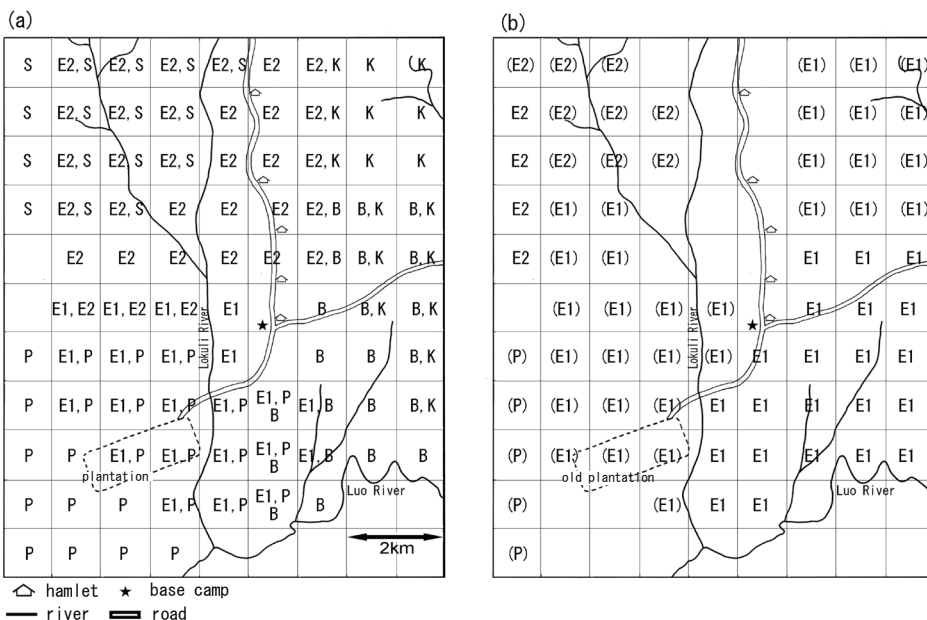 (a)
S E2, S E2, S E2, S E2, S E2 E2, K K K
S E2, S E2, S E2, S E2 E2 E2, K K K
S E2, S E2, S E2, S E2 E2 E2, K K K
S E2, S E2, S E2 E2 E2 E2, B B, K B, K
E2 E2 E2 E2 E2 E2, B B, K B, K
E1, E2 E1, E2 E1, E2 E1 B B, K B, K
Lokuli River
P E1, P E1, P E1, P E1 B B B, K
P E1, P E1, P E1, P E1, P E1, P B E1, B B B, K
P P E1, P E1, P E1, P E1, P B E1, B B B
plantation
P P P E1, P E1, P E1, P B B
Luo River
P P P P
2km
(b)
(E2) (E2) (E2) (E1) (E1) (E1)
E2 (E2) (E2) (E2) (E1) (E1) (E1)
E2 (E2) (E2) (E2) (E1) (E1) (E1)
E2 (E1) (E1) (E1) (E1) (E1)
E2 (E1) (E1) E1 E1 E1
(E1) (E1) (E1) (E1) E1 E1 E1
Lokuli River
(P) (E1) (E1) (E1) (E1) E1 E1 E1 E1
(P) (E1) (E1) (E1) E1 E1 E1 E1 E1
(P) (E1) (E1) (E1) E1 E1 E1 E1 E1
old plantation
(P) (E1) E1 E1
Luo River
(P)
hamlet base camp
river road